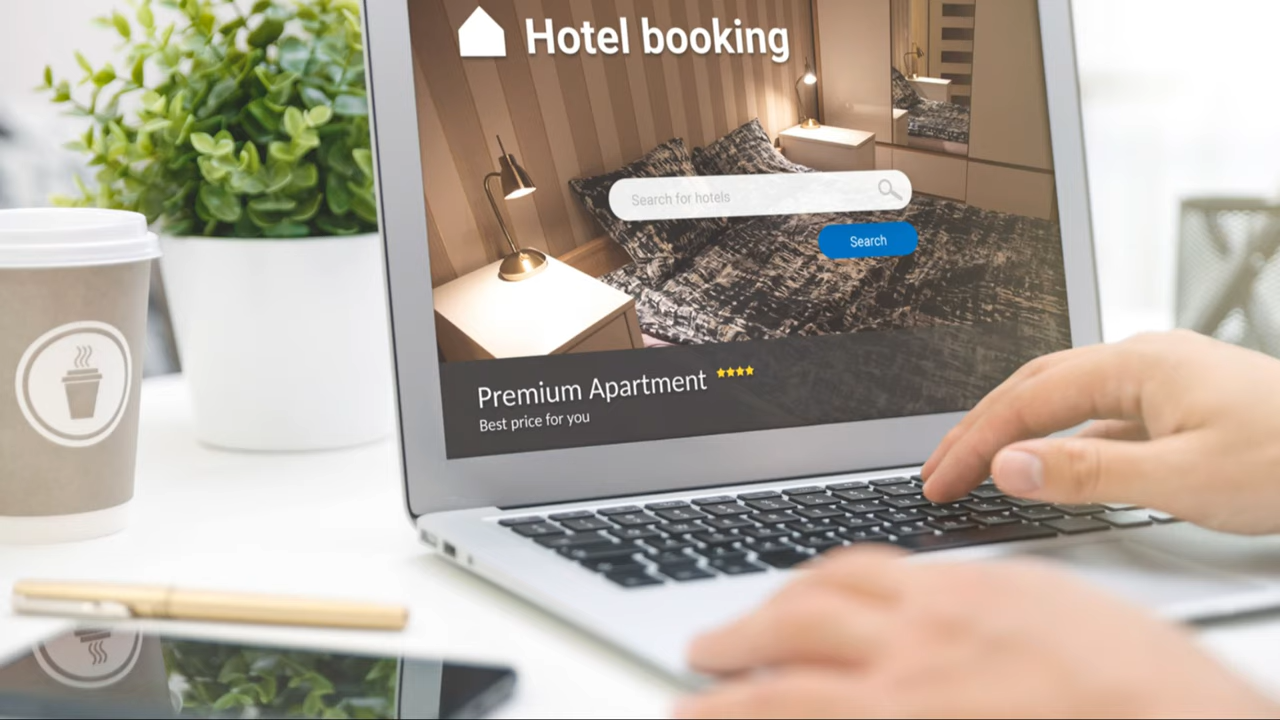 Hotel booking
Search for hotels
Search
Premium Apartment
Best price for you